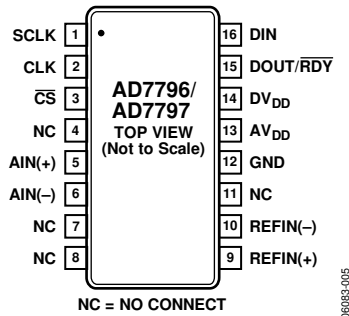 SCLK 1
CLK 2
CS 3
NC 4
AIN(+) 5
AIN(–) 6
NC 7
NC 8
AD7796/
AD7797
TOP VIEW
(Not to Scale)
16 DIN
15 DOUT/RDY
14 DVDD
13 AVDD
12 GND
11 NC
10 REFIN(–)
9 REFIN(+)
NC = NO CONNECT
06083-005